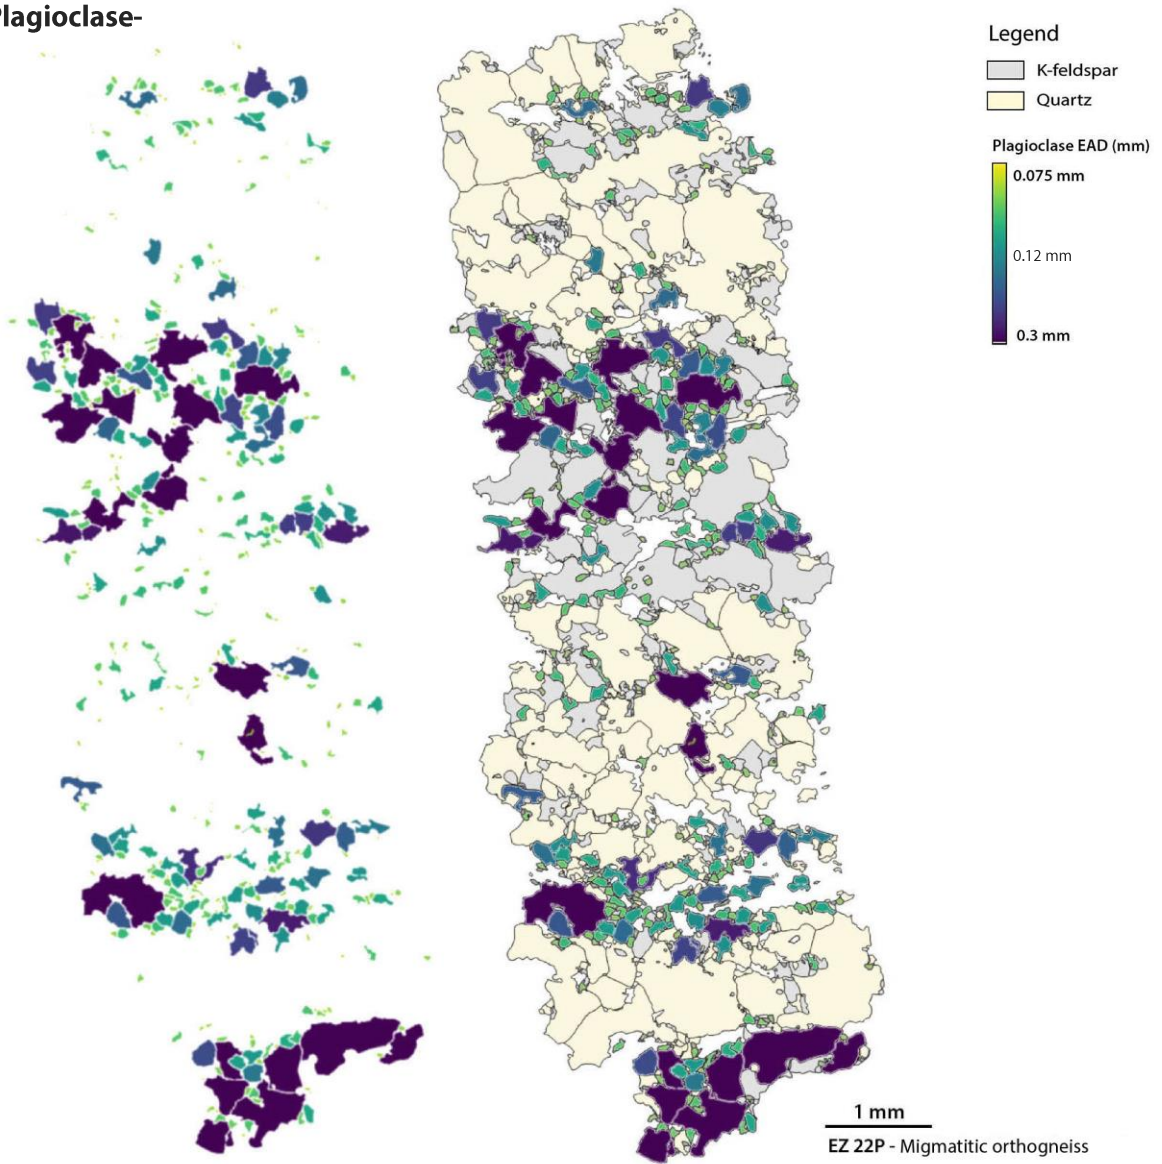 lagioclase-
Legend
K-feldspar
Quartz
Plagioclase EAD (mm)
0.075 mm
0.12 mm
0.3 mm
1 mm
EZ 22P - Migmatitic orthogneiss